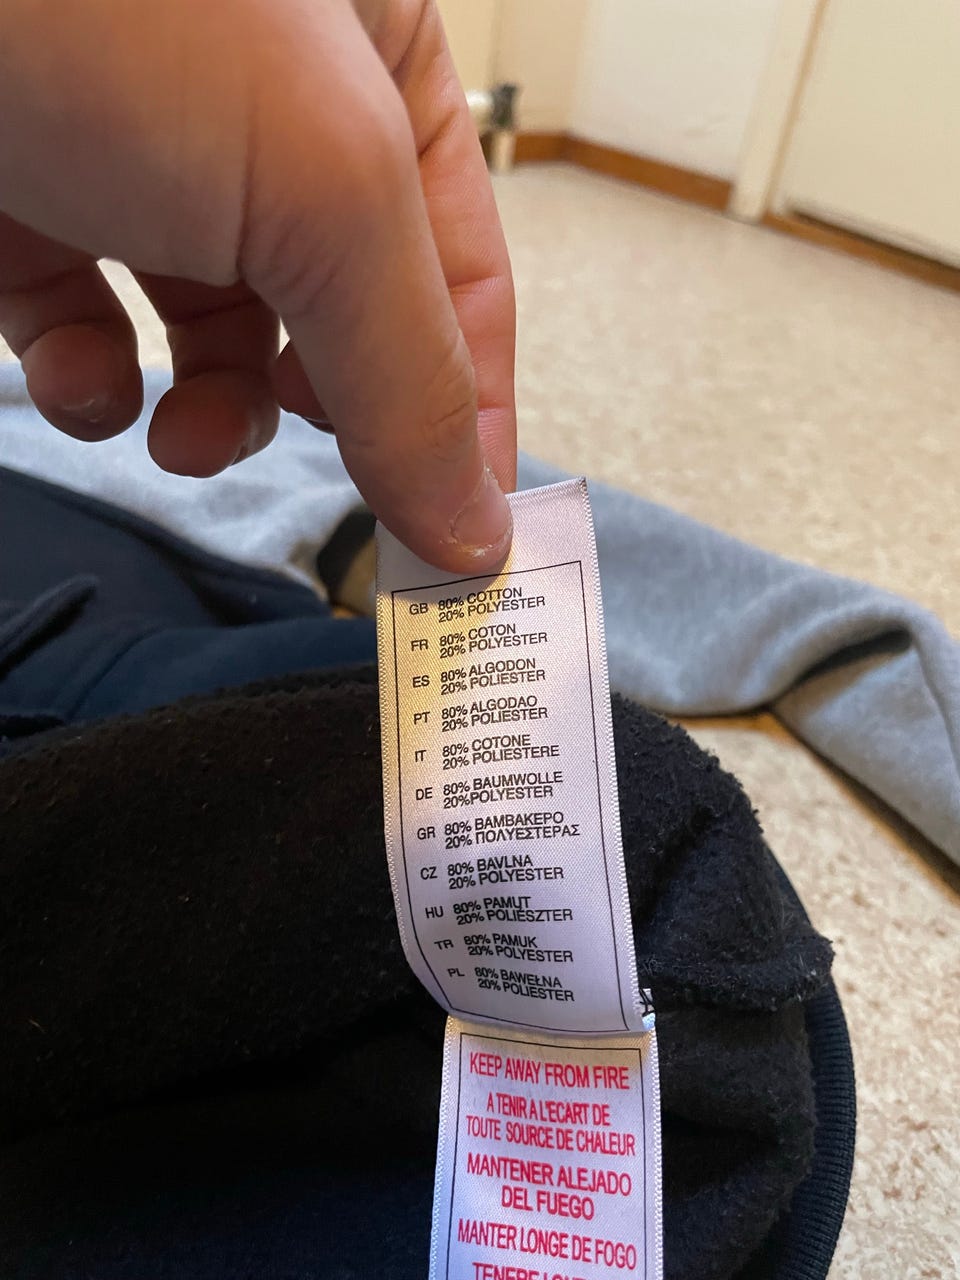 GB 80% COTTON
20% POLYESTER
FR 80% COTON
20% POLYESTER
ES 80% ALGODON
20% POLIESTER
PT 80% ALGODAO
20% POLIESTER
IT 80% COTONE
20% POLIESTERE
DE 80% BAUMWOLLE
20%POLYESTER
GR 80% ΒΑΜΒΑΚΕΡΟ
20% ΠΟΛΥΕΣΤΕΡΑΣ
CZ 80% BAVLNA
20% POLYESTER
HU 80% PAMUT
20% POLIÉSZTER
TR 80% PAMUK
20% POLYESTER
PL 80% BAWEŁNA
20% POLIESTER
KEEP AWAY FROM FIRE
A TENIR A L'ECART DE
TOUTE SOURCE DE CHALEUR
MANTENER ALEJADO
DEL FUEGO
MANTER LONGE DE FOGO
TENERE